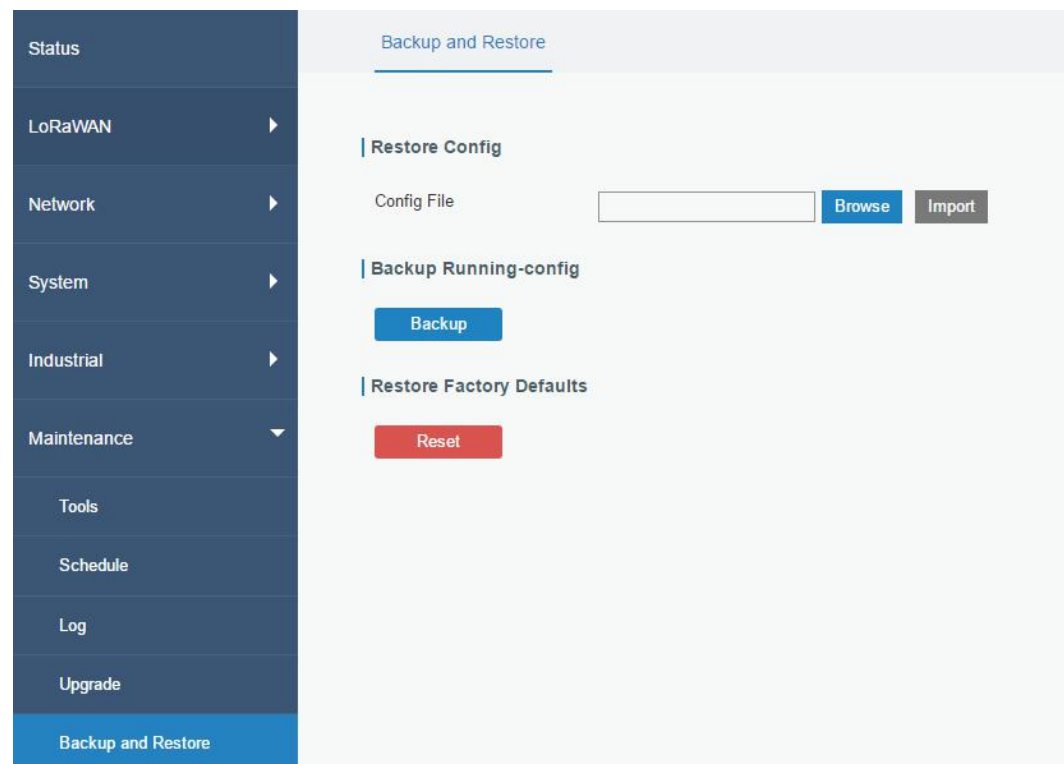 Status
LoRaWAN
Network
System
Industrial
Maintenance
Tools
Schedule
Log
Upgrade
Backup and Restore
Backup and Restore
Restore Config
Config File
Browse
Import
Backup Running-config
Backup
Restore Factory Defaults
Reset